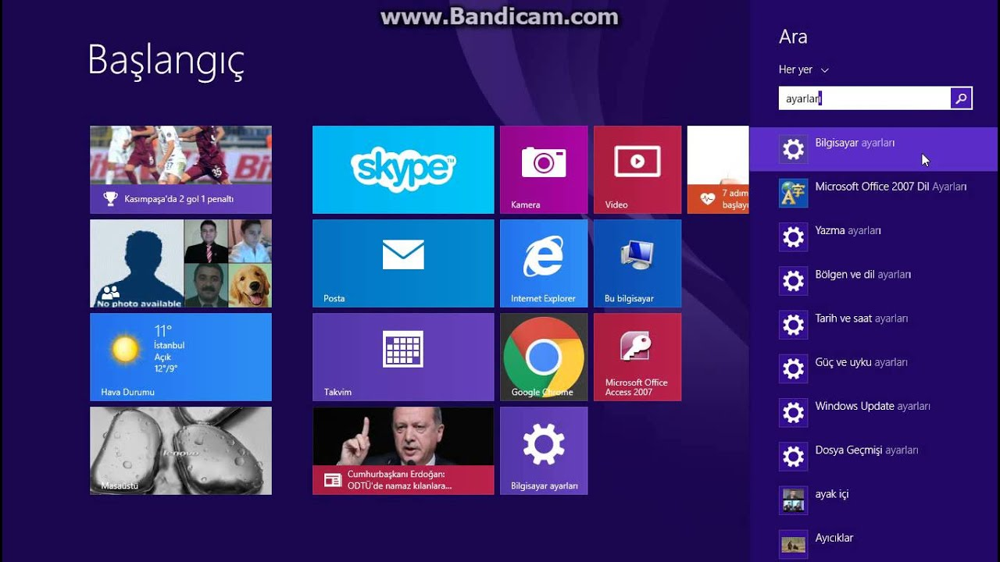 www.Bandicam.com
Başlangıç
Kasımpaşa'da 2 gol 1 penaltı
No photo available
11°
İstanbul
Açık
12°/9°
Hava Durumu
lenovo
Masaüstü
skype™
Kamera
Video
7 adım
Posta
Internet Explorer
Bu bilgisayar
Takvim
Google Chrome
Microsoft Office
Access 2007
Cumhurbaşkanı Erdoğan:
ODTÜ'de namaz kılanlara...
Bilgisayar ayarları
Ara
Her yer
ayarları
Bilgisayar ayarları
Microsoft Office 2007 Dil Ayarları
Yazma ayarları
Bölgen ve dil ayarları
Tarih ve saat ayarları
Güç ve uyku ayarları
Windows Update ayarları
Dosya Geçmişi ayarları
ayak içi
Ayıcıklar